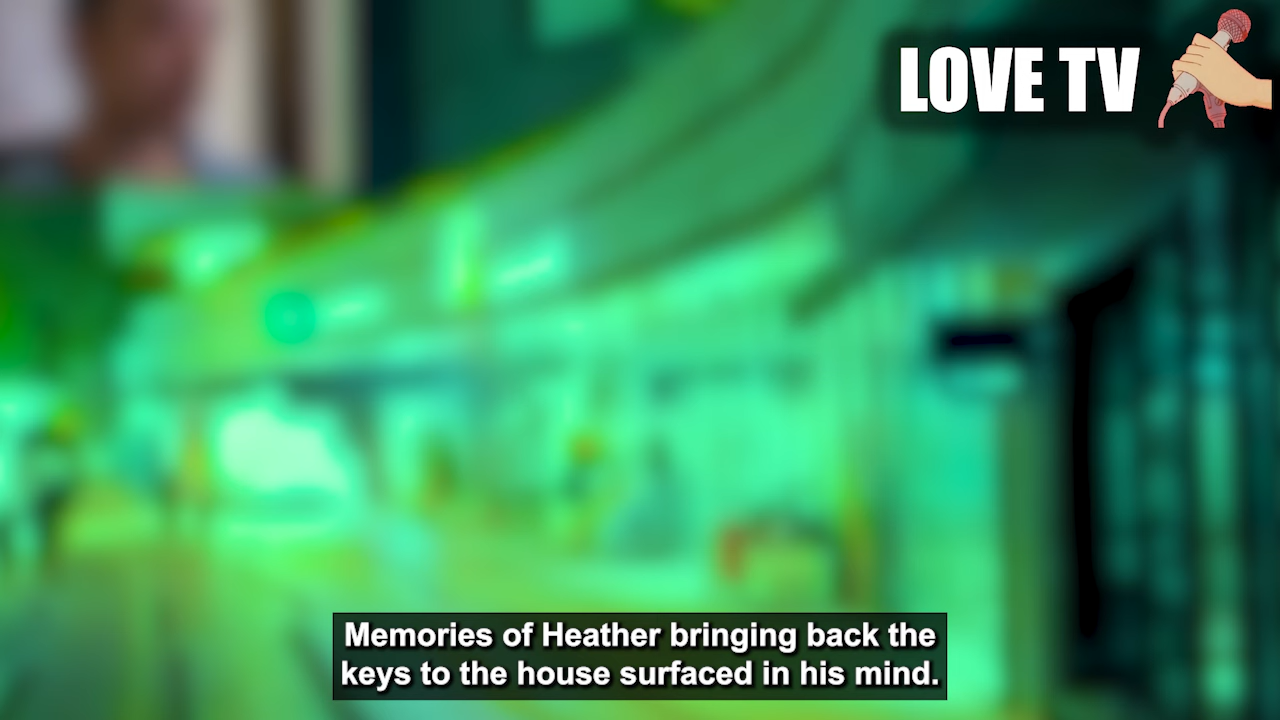 LOVE TV
Memories of Heather bringing back the
keys to the house surfaced in his mind.